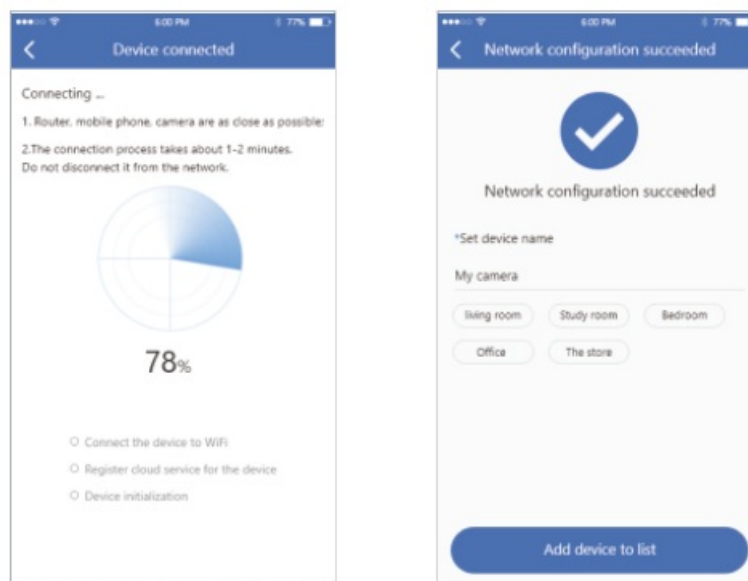 6:00 PM
77%
Device connected
Connecting ...
1. Router, mobile phone, camera are as close as possible:
2.The connection process takes about 1-2 minutes.
Do not disconnect it from the network.
78%
Connect the device to WiFi
Register cloud service for the device
Device initialization
6:00 PM
77%
Network configuration succeeded
Network configuration succeeded
*Set device name
My camera
living room
Study room
Bedroom
Office
The store
Add device to list